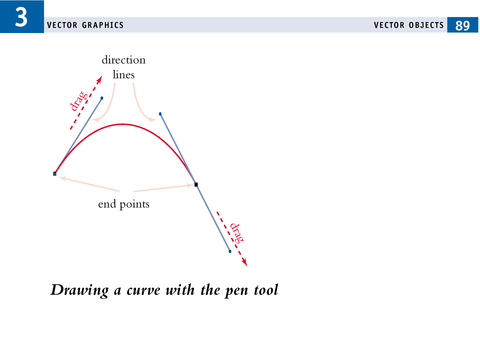 3
VECTOR GRAPHICS
VECTOR OBJECTS 89
direction
lines
drag
end points
drag
Drawing a curve with the pen tool